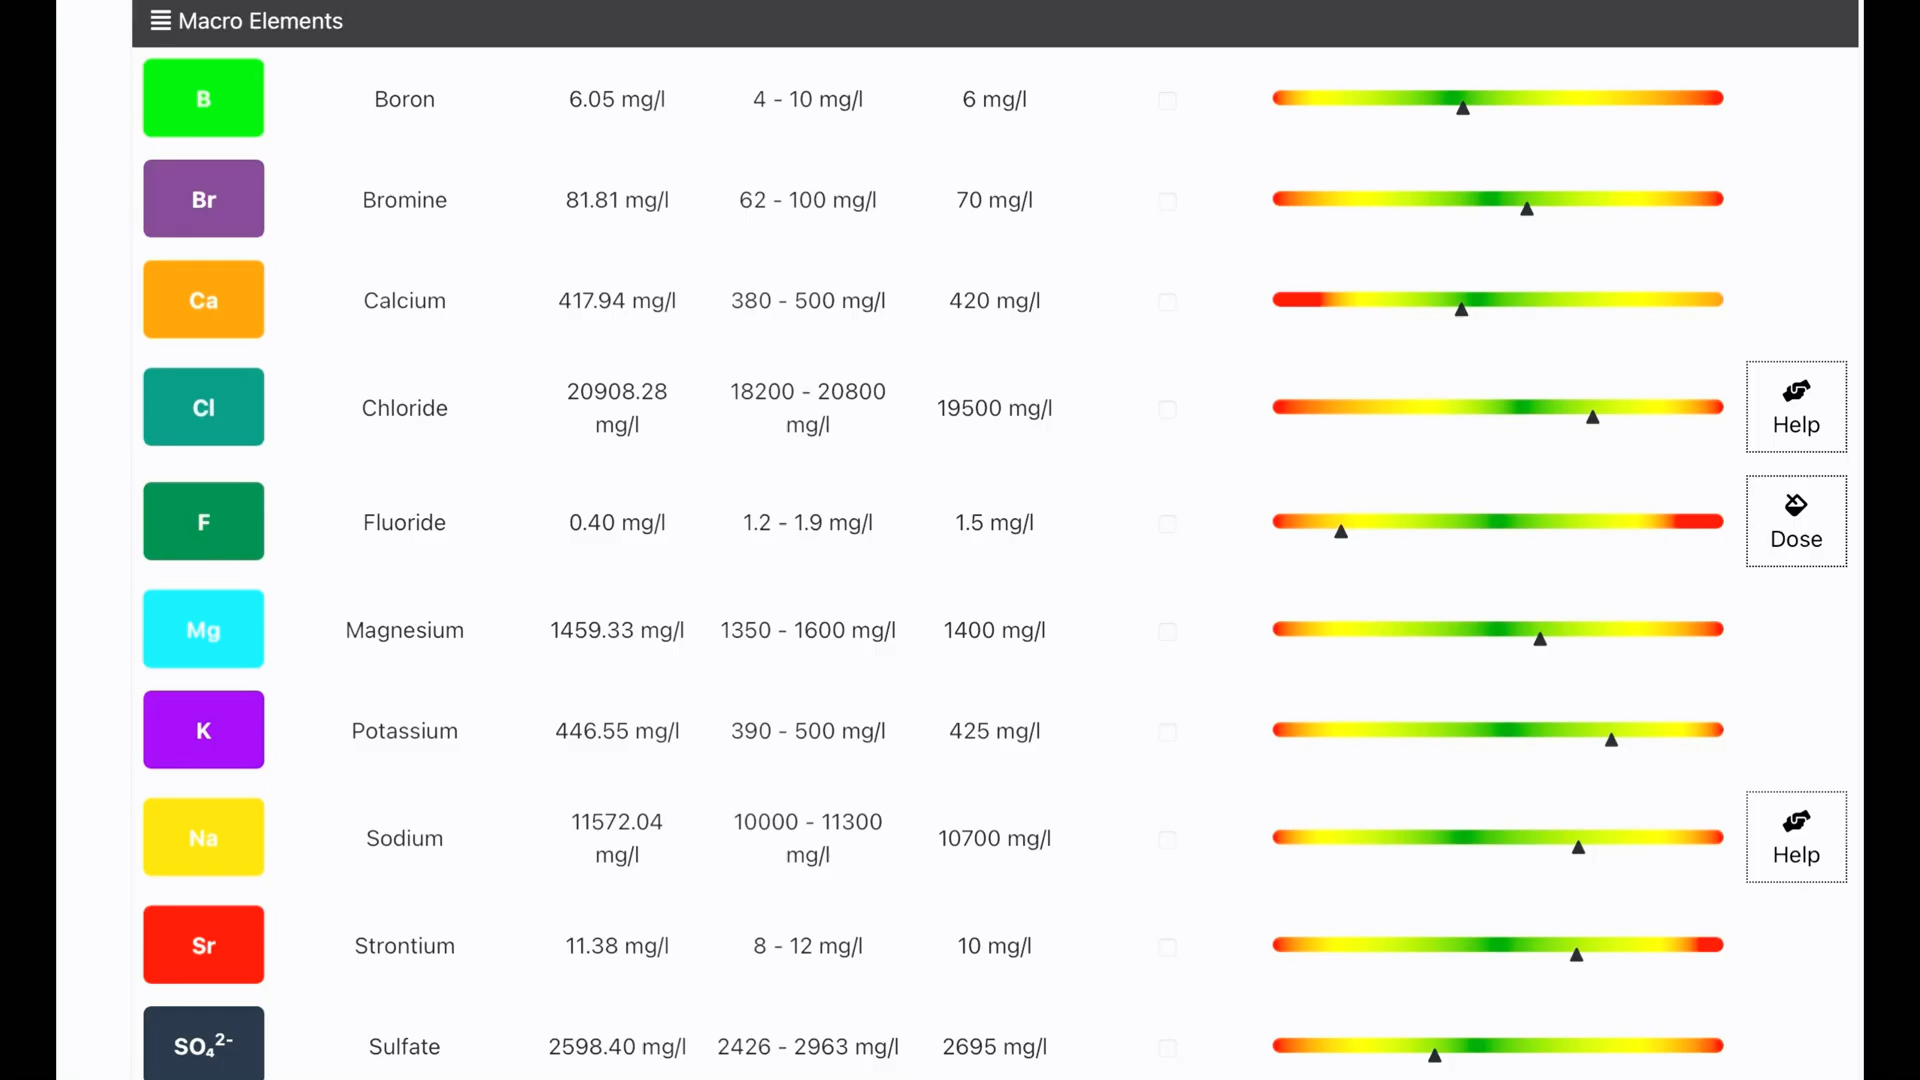 Macro Elements
B Boron 6.05 mg/l 4 - 10 mg/l 6 mg/l
Br Bromine 81.81 mg/l 62 - 100 mg/l 70 mg/l
Ca Calcium 417.94 mg/l 380 - 500 mg/l 420 mg/l
Cl Chloride 20908.28 mg/l 18200 - 20800 mg/l 19500 mg/l Help
F Fluoride 0.40 mg/l 1.2 - 1.9 mg/l 1.5 mg/l Dose
Mg Magnesium 1459.33 mg/l 1350 - 1600 mg/l 1400 mg/l
K Potassium 446.55 mg/l 390 - 500 mg/l 425 mg/l
Na Sodium 11572.04 mg/l 10000 - 11300 mg/l 10700 mg/l Help
Sr Strontium 11.38 mg/l 8 - 12 mg/l 10 mg/l
SO₄²⁻ Sulfate 2598.40 mg/l 2426 - 2963 mg/l 2695 mg/l